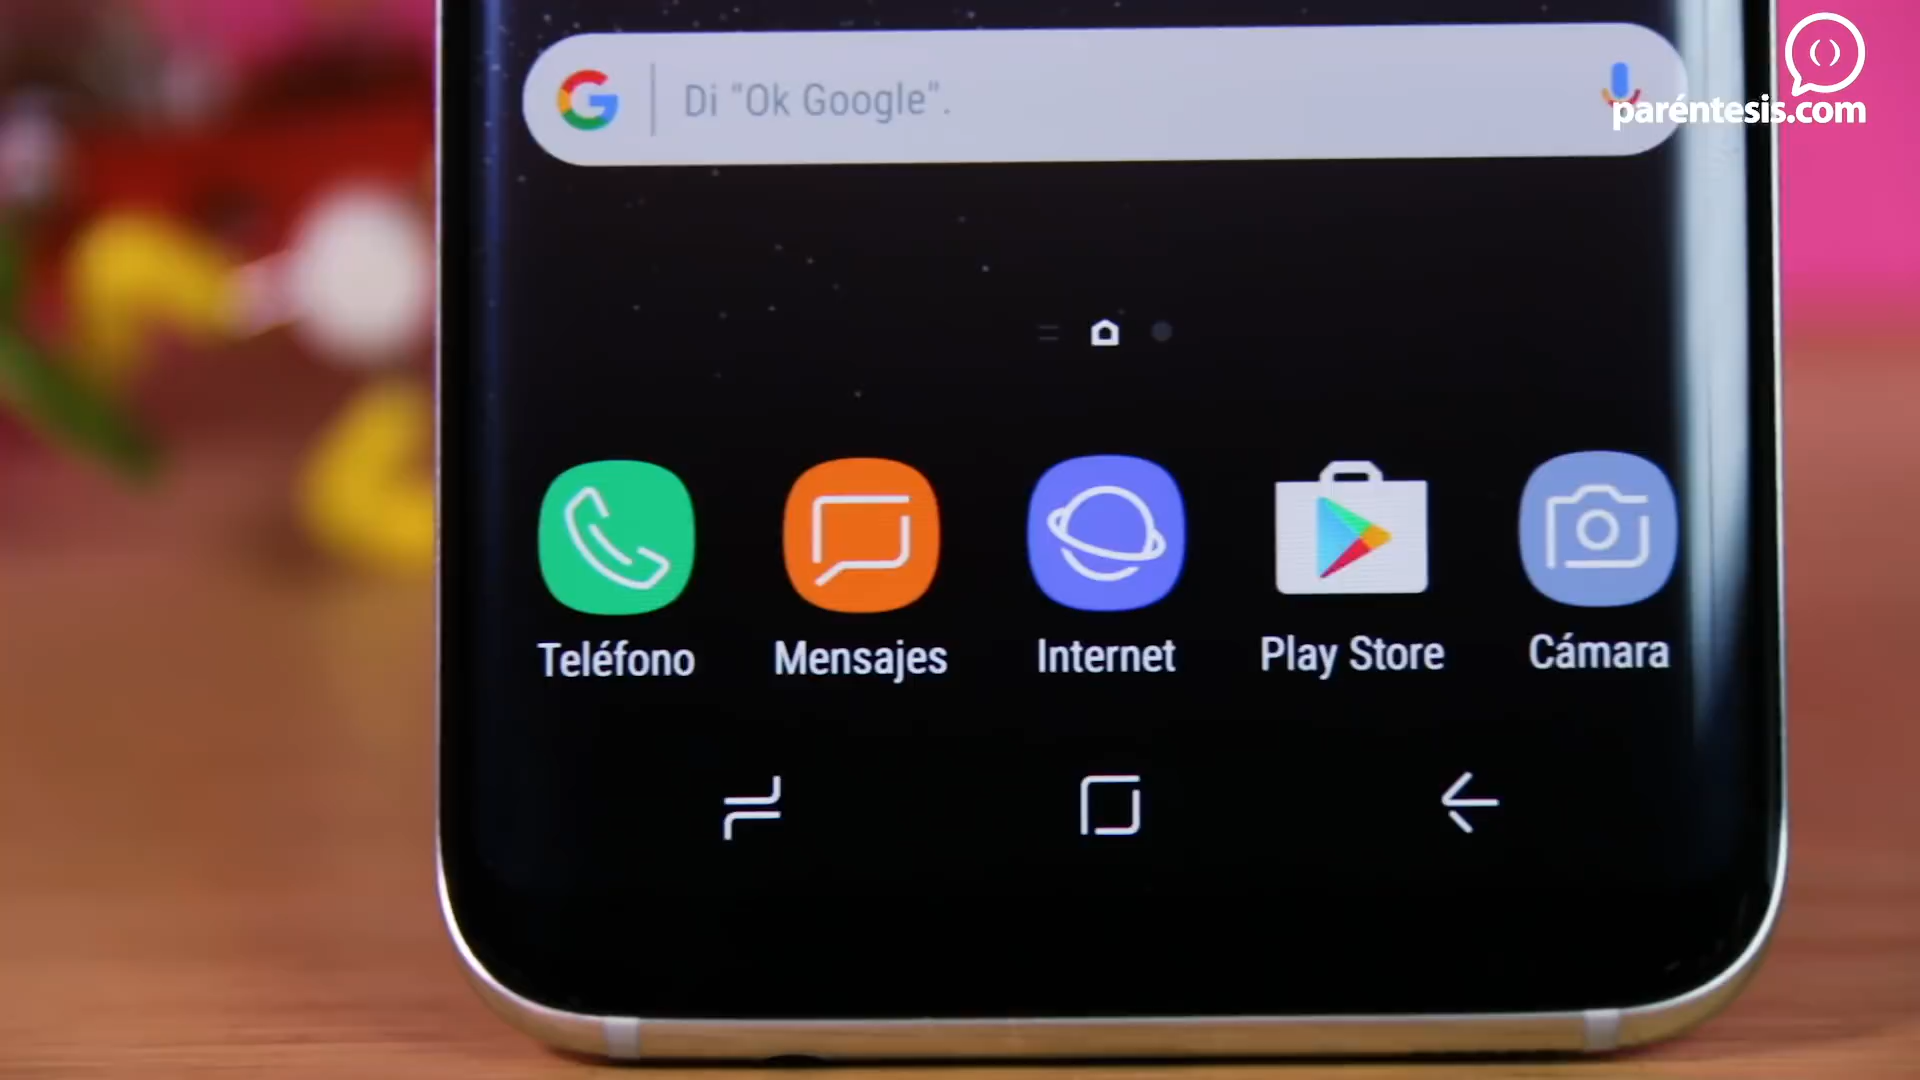 Di "Ok Google".
paréntesis.com
Teléfono
Mensajes
Internet
Play Store
Cámara